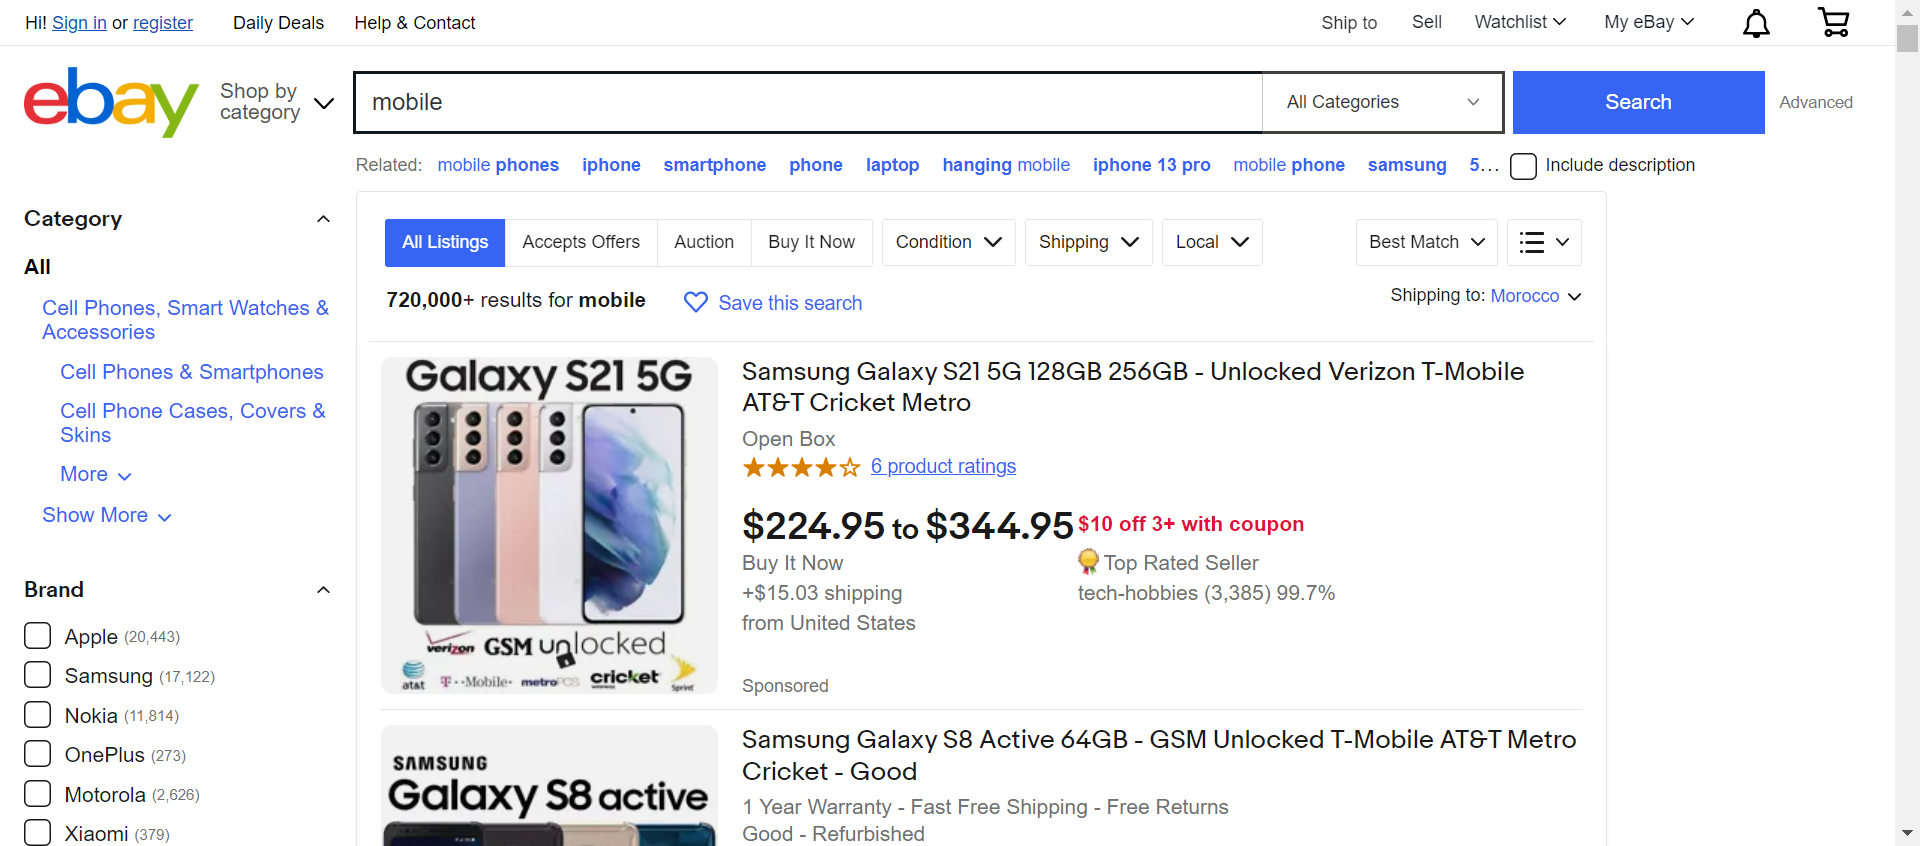 Hi! Sign in or register Daily Deals Help & Contact Ship to Sell Watchlist My eBay
ebay
Shop by
category
mobile
All Categories
Search
Advanced
Related: mobile phones iphone smartphone phone laptop hanging mobile iphone 13 pro mobile phone samsung 5... Include description
Category
All
Cell Phones, Smart Watches &
Accessories
Cell Phones & Smartphones
Cell Phone Cases, Covers &
Skins
More
Show More
Brand
Apple (20,443)
Samsung (17,122)
Nokia (11,814)
OnePlus (273)
Motorola (2,626)
Xiaomi (379)
All Listings Accepts Offers Auction Buy It Now Condition Shipping Local Best Match
720,000+ results for mobile Save this search
Shipping to: Morocco
Galaxy S21 5G
verizon GSM unlocked
at&t T-Mobile metroPCS cricket wireless Sprint
Samsung Galaxy S21 5G 128GB 256GB - Unlocked Verizon T-Mobile
AT&T Cricket Metro
Open Box
6 product ratings
$224.95 to $344.95
Buy It Now
+$15.03 shipping
from United States
$10 off 3+ with coupon
Top Rated Seller
tech-hobbies (3,385) 99.7%
Sponsored
SAMSUNG
Galaxy S8 active
Samsung Galaxy S8 Active 64GB - GSM Unlocked T-Mobile AT&T Metro
Cricket - Good
1 Year Warranty - Fast Free Shipping - Free Returns
Good - Refurbished